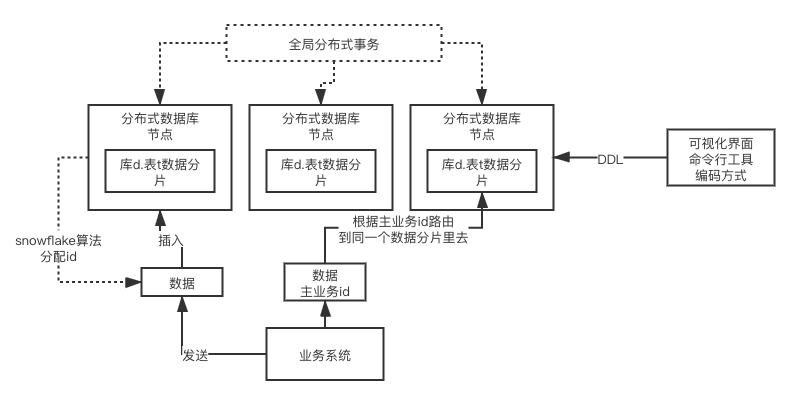 全局分布式事务
分布式数据库
节点
库d.表t数据分
片
分布式数据库
节点
库d.表t数据分
片
分布式数据库
节点
库d.表t数据分
片
DDL
可视化界面
命令行工具
编码方式
snowflake算法
分配id
插入
根据主业务id路由
到同一个数据分片里去
数据
数据
主业务id
发送
业务系统